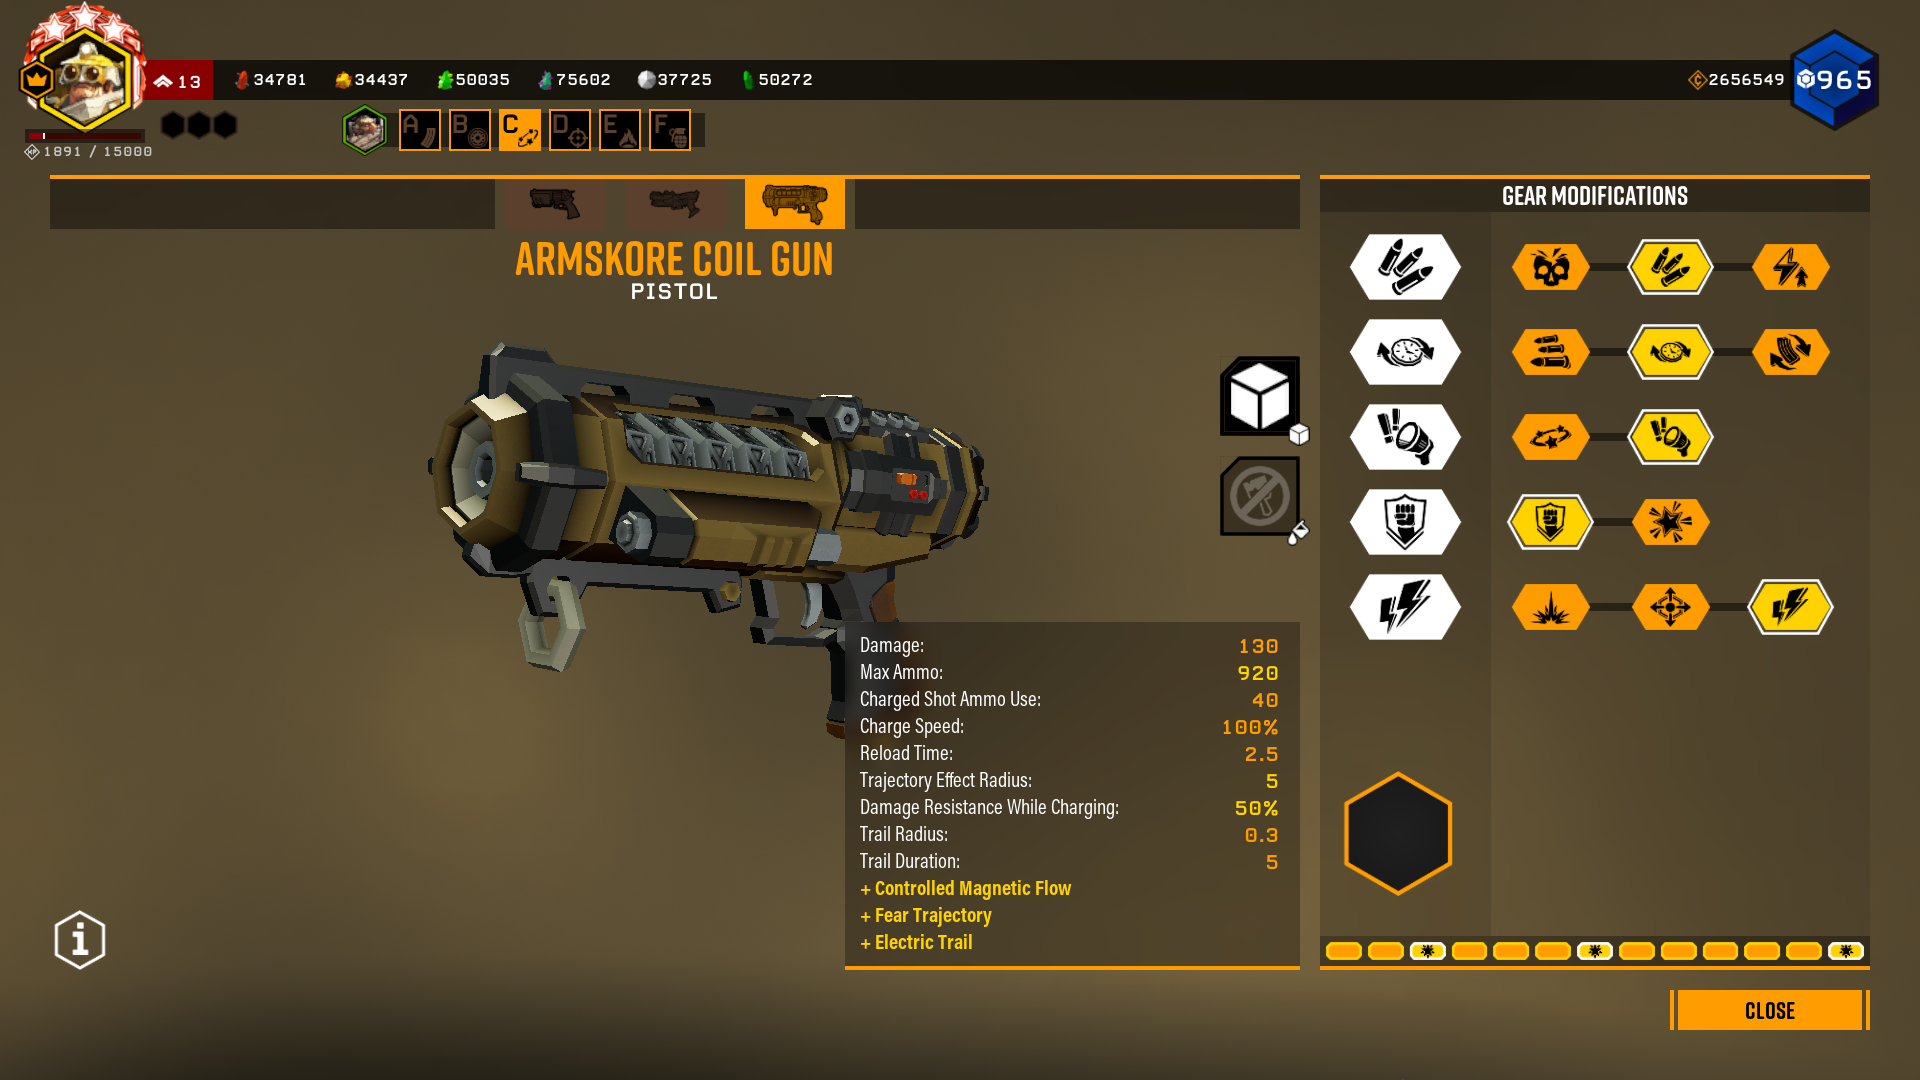 13
34781
34437
50035
75602
37725
50272
2656549
965
1891 / 15000
A
B
C
D
E
F
ARMSKORE COIL GUN
PISTOL
Damage: 130
Max Ammo: 920
Charged Shot Ammo Use: 40
Charge Speed: 100%
Reload Time: 2.5
Trajectory Effect Radius: 5
Damage Resistance While Charging: 50%
Trail Radius: 0.3
Trail Duration: 5
+ Controlled Magnetic Flow
+ Fear Trajectory
+ Electric Trail
GEAR MODIFICATIONS
CLOSE